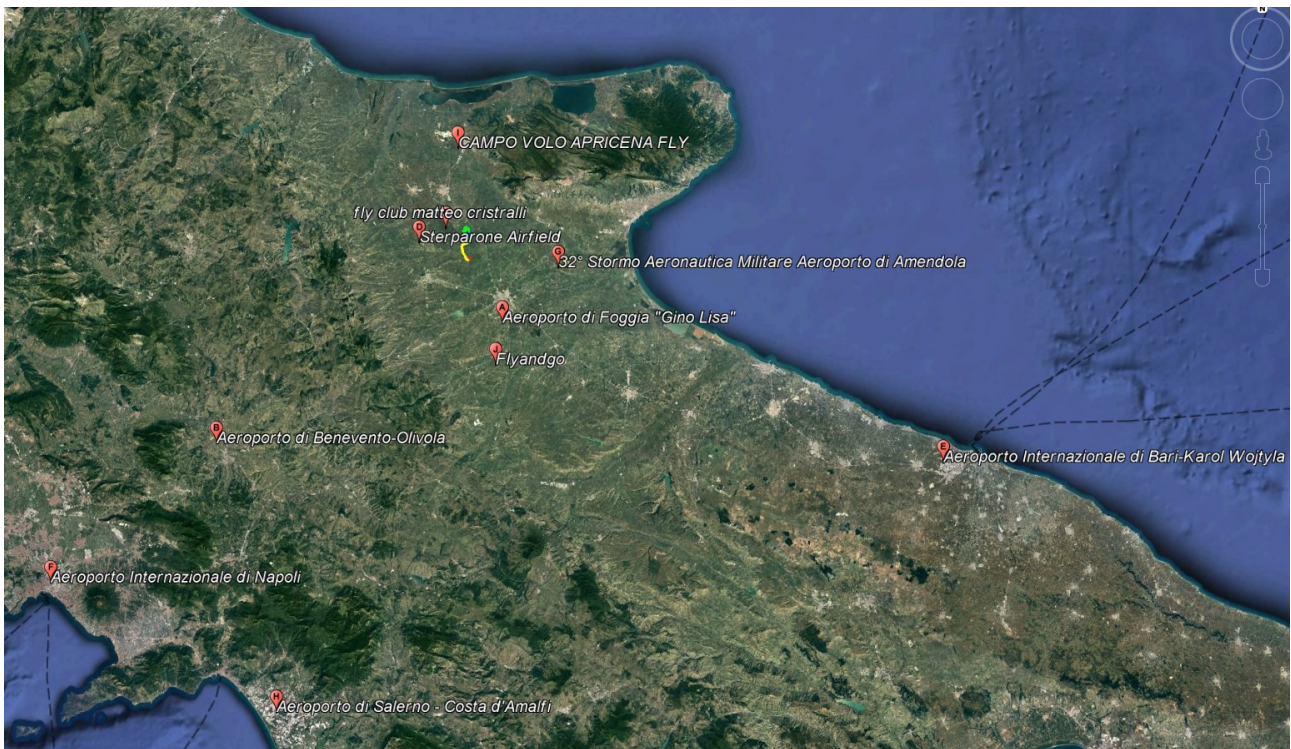 N
I
CAMPO VOLO APRICENA FLY
fly club matteo cristralli
D
Sterparone Airfield
G
32° Stormo Aeronautica Militare Aeroporto di Amendola
A
Aeroporto di Foggia "Gino Lisa"
J
Flyandgo
B
Aeroporto di Benevento-Olivola
E
Aeroporto Internazionale di Bari-Karol Wojtyla
F
Aeroporto Internazionale di Napoli
H
Aeroporto di Salerno - Costa d'Amalfi